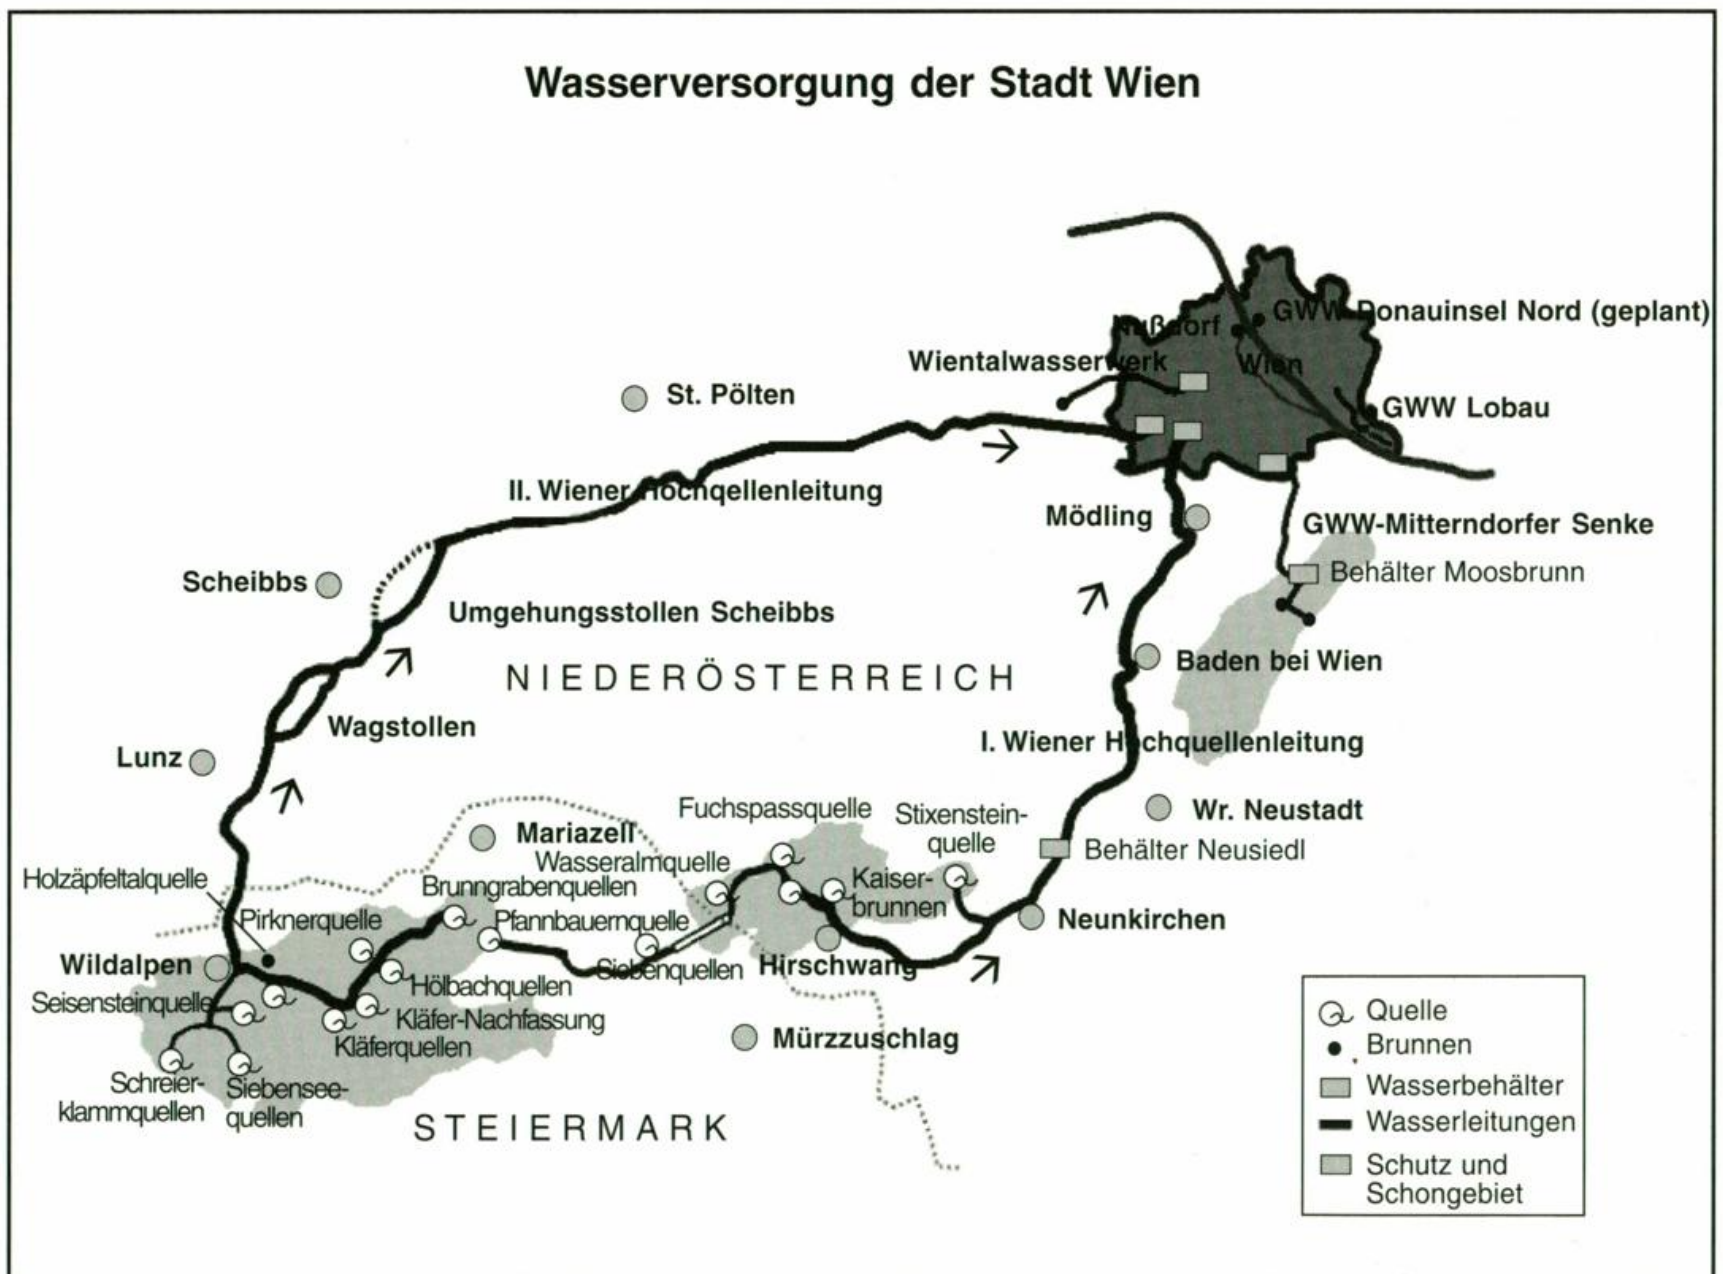 Wasserversorgung der Stadt Wien
GWW-Donauinsel Nord (geplant)
Nußdorf
Wientalwasserwerk
Wien
St. Pölten
GWW Lobau
II. Wiener Hochqellenleitung
Mödling
GWW-Mitterndorfer Senke
Behälter Moosbrunn
Scheibbs
Umgehungsstollen Scheibbs
NIEDERÖSTERREICH
Baden bei Wien
Wagstollen
I. Wiener Hochquellenleitung
Lunz
Fuchspassquelle
Stixenstein-
quelle
Wr. Neustadt
Mariazell
Behälter Neusiedl
Wasseralmquelle
Holzäpfeltalquelle
Brunngrabenquellen
Kaiser-
brunnen
Pirknerquelle
Pfannbauernquelle
Neunkirchen
Wildalpen
Siebenquellen
Hirschwang
Hölbachquellen
Seisensteinquelle
Kläfer-Nachfassung
Kläferquellen
Mürzzuschlag
Schreier-
klammquellen
Siebensee-
quellen
STEIERMARK
Quelle
Brunnen
Wasserbehälter
Wasserleitungen
Schutz und
Schongebiet